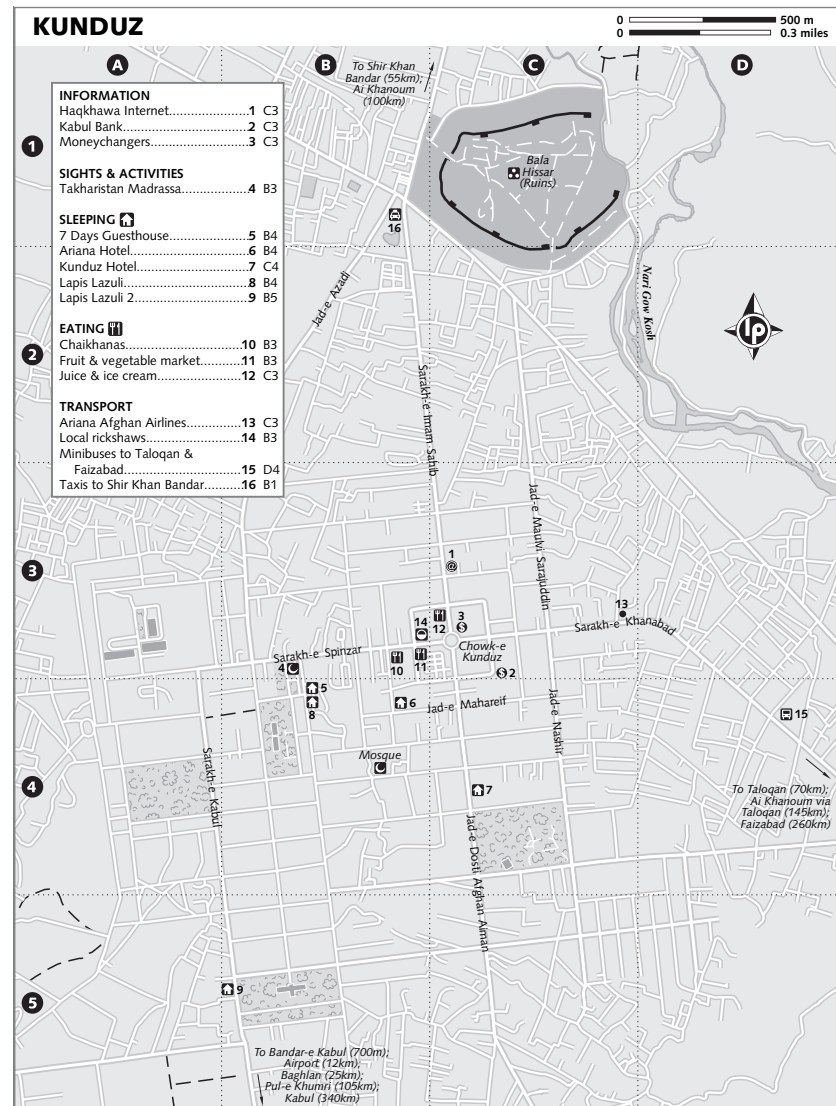 KUNDUZ
0 500 m
0 0.3 miles
A
B
C
D
To Shir Khan
Bandar (55km);
Ai Khanoum
(100km)
INFORMATION
Haqkhawa Internet....................1 C3
Kabul Bank..............................2 C3
Moneychangers........................3 C3
SIGHTS & ACTIVITIES
Takharistan Madrassa................4 B3
SLEEPING
7 Days Guesthouse....................5 B4
Ariana Hotel............................6 B4
Kunduz Hotel...........................7 C4
Lapis Lazuli.............................8 B4
Lapis Lazuli 2..........................9 B5
EATING
Chaikhanas............................10 B3
Fruit & vegetable market..........11 B3
Juice & ice cream....................12 C3
TRANSPORT
Ariana Afghan Airlines.............13 C3
Local rickshaws......................14 B3
Minibuses to Taloqan &
Faizabad...............................15 D4
Taxis to Shir Khan Bandar.........16 B1
1
Bala
Hissar
(Ruins)
16
Jad-e Azadi
Nari Gow Kosh
lp
2
Sarakh-e Imam Sahib
Jad-e Maulvi Sarajuddin
3
1
@
14
12
3
$
13
Sarakh-e Khanabad
Sarakh-e Spinzar
Chowk-e
Kunduz
4
10
11
$ 2
5
8
6
Jad-e Mahareif
Jad-e Nashir
15
Sarakh-e Kabul
Mosque
4
7
To Taloqan (70km);
Ai Khanoum via
Taloqan (145km);
Faizabad (260km)
Jad-e Dosti Afghan Aiman
9
5
To Bandar-e Kabul (700m);
Airport (12km);
Baghlan (25km);
Pul-e Khumri (105km);
Kabul (340km)